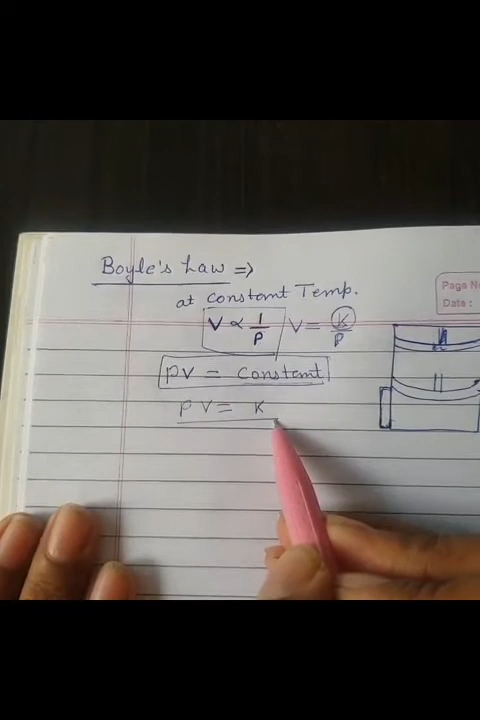 Boyle's Law ⇒
at constant Temp.
Page No
Date :
V ∝ 1/P V = K/P
PV = constant
PV = K